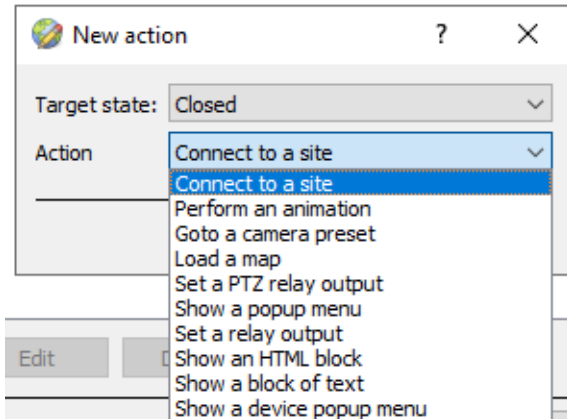 New action ?
Target state: Closed
Action Connect to a site
Connect to a site
Perform an animation
Goto a camera preset
Load a map
Set a PTZ relay output
Show a popup menu
Set a relay output
Edit
Show an HTML block
Show a block of text
Show a device popup menu